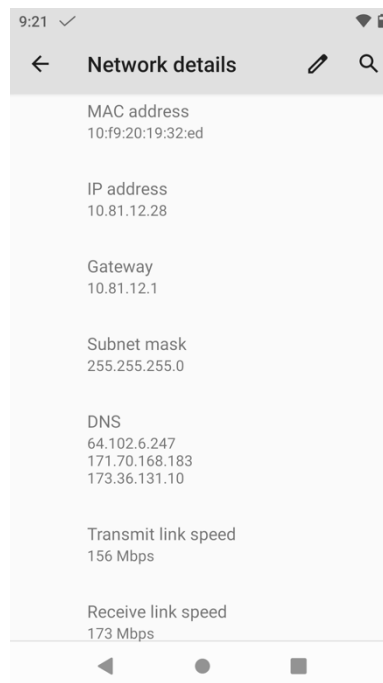 9:21
Network details
MAC address
10:f9:20:19:32:ed
IP address
10.81.12.28
Gateway
10.81.12.1
Subnet mask
255.255.255.0
DNS
64.102.6.247
171.70.168.183
173.36.131.10
Transmit link speed
156 Mbps
Receive link speed
173 Mbps